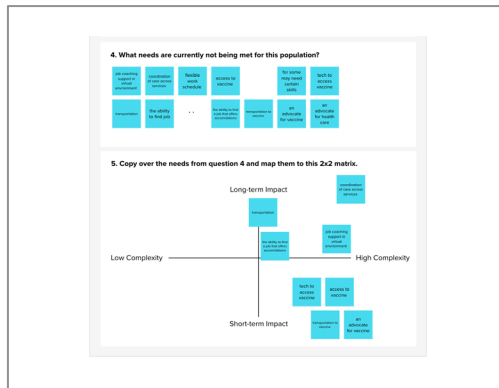 4. What needs are currently not being met for this population?
job coaching
support in
virtual
environment
coordination
of care across
services
flexible
work
schedule
access to
vaccine
for some
may need
certain
skills
tech to
access
vaccine
transportation
the ability
to find job
. .
the ability to find
a job that offers
accomodations
transportation to
vaccine
an
advocate
for vaccine
an
advocate
for health
care
5. Copy over the needs from question 4 and map them to this 2x2 matrix.
Long-term Impact
coordination
of care across
services
transportation
job coaching
support in
virtual
environment
the ability to find
a job that offers
accomodations
Low Complexity
High Complexity
tech to
access
vaccine
access to
vaccine
Short-term Impact
transportation to
vaccine
an
advocate
for vaccine